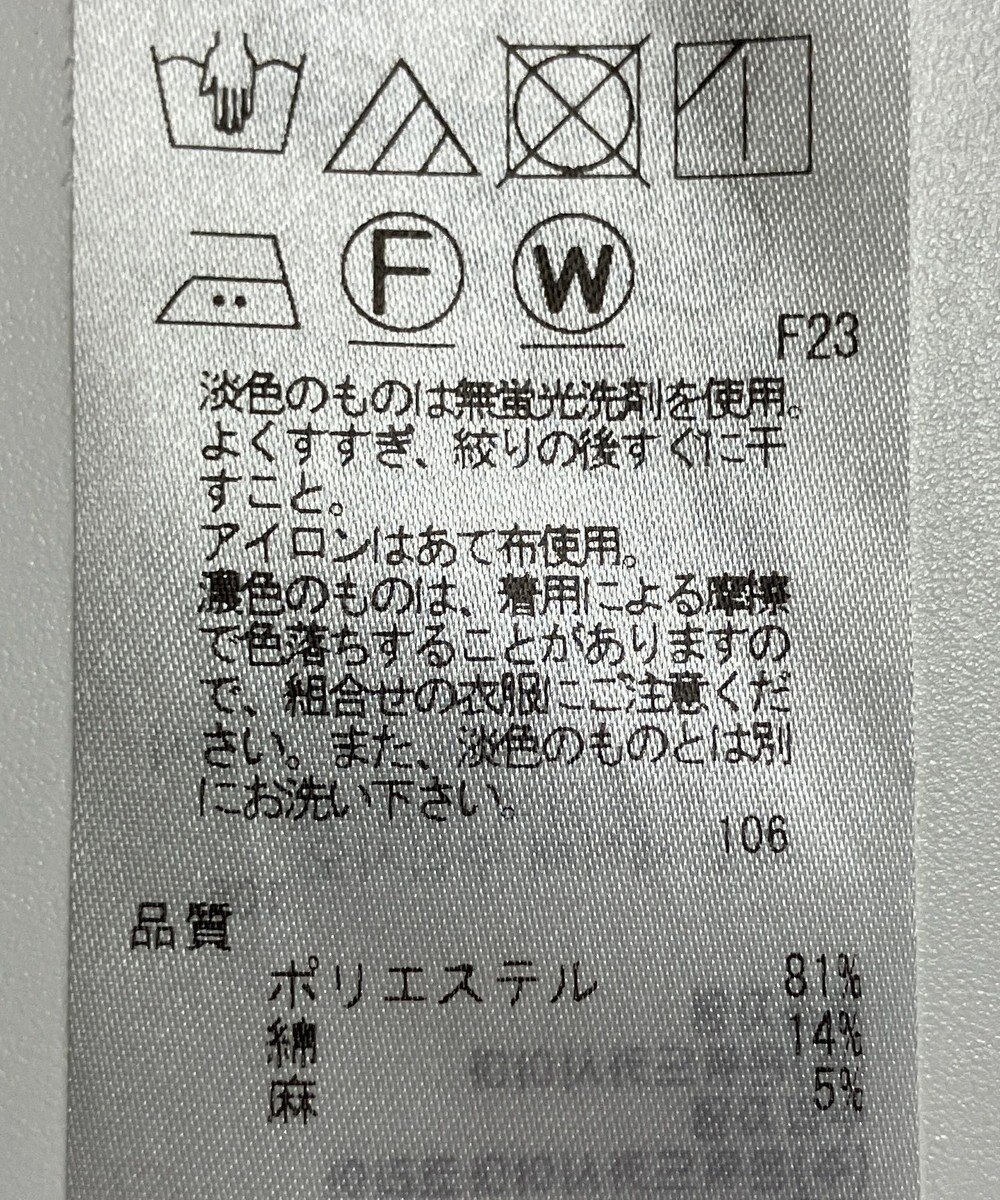 F
W
F23
淡色のものは無蛍光洗剤を使用。
よくすすぎ、絞りの後すぐに干
すこと。
アイロンはあて布使用。
濃色のものは、着用による摩擦
で色落ちすることがありますの
で、組合せの衣服にご注意くだ
さい。また、淡色のものとは別
にお洗い下さい。
106
品質
ポリエステル 81%
綿 14%
麻 5%